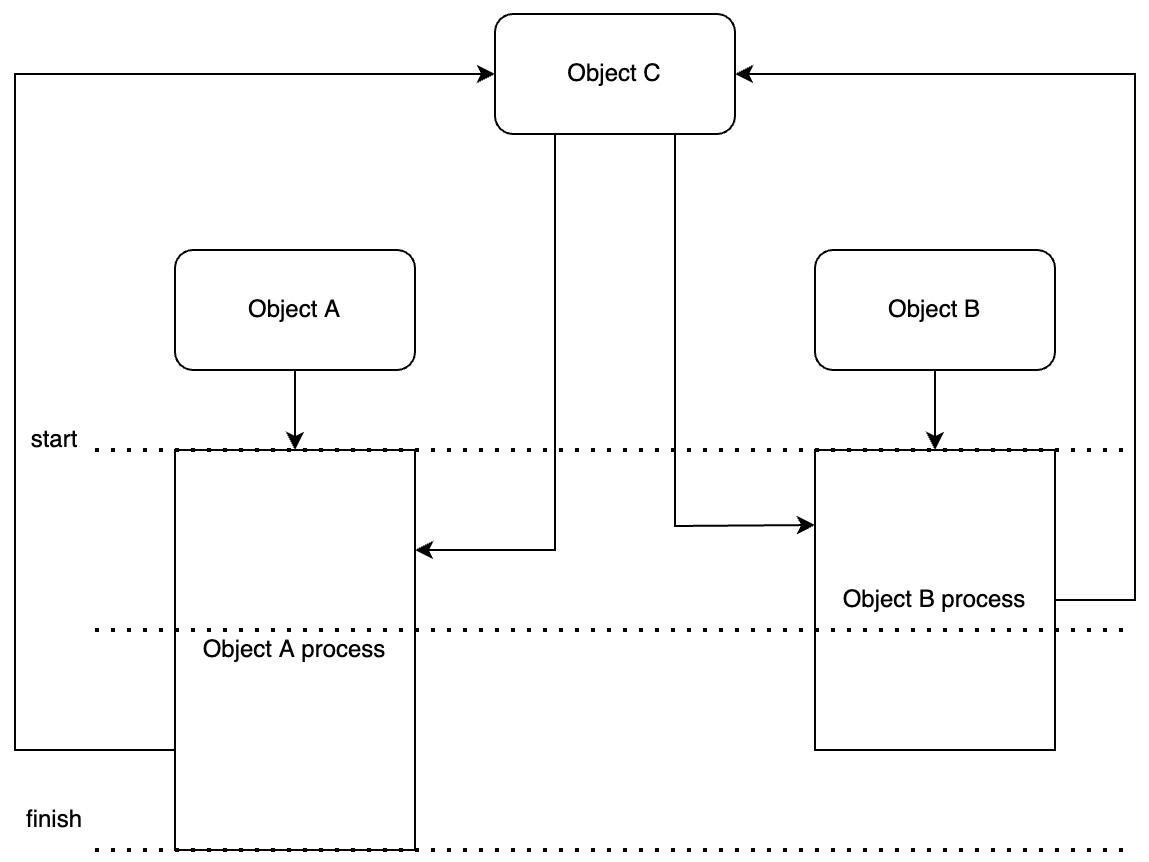 Object C
Object A
Object B
start
Object B process
Object A process
finish